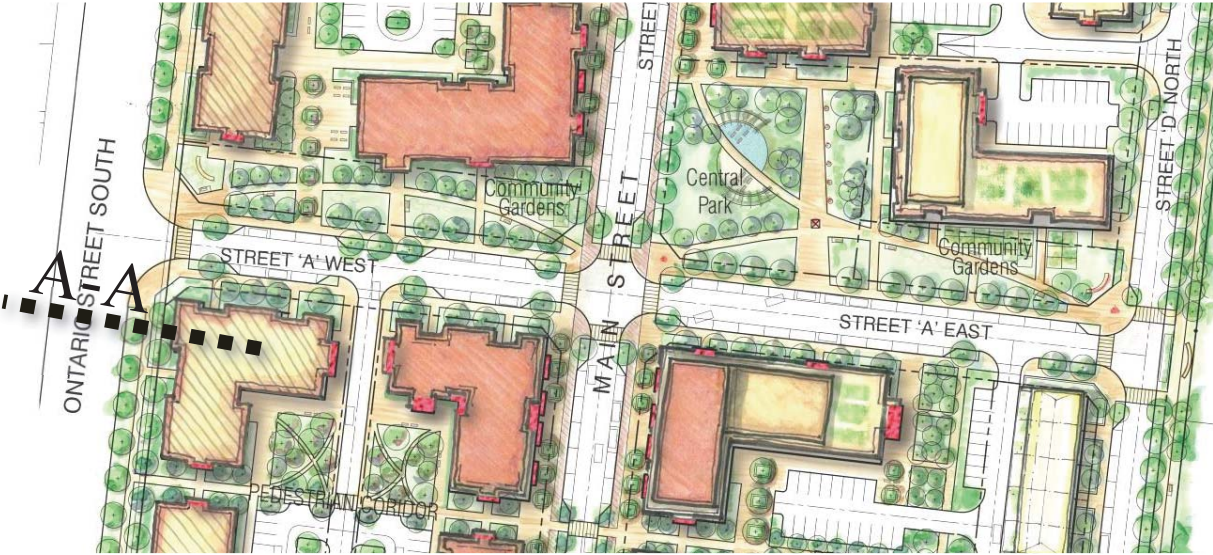 STREET
STREET 'D' NORTH
ONTARIO STREET SOUTH
Community
Gardens
Central
Park
MAIN STREET
Community
Gardens
STREET 'A' WEST
A A
STREET 'A' EAST
PEDESTRIAN CORIDOR